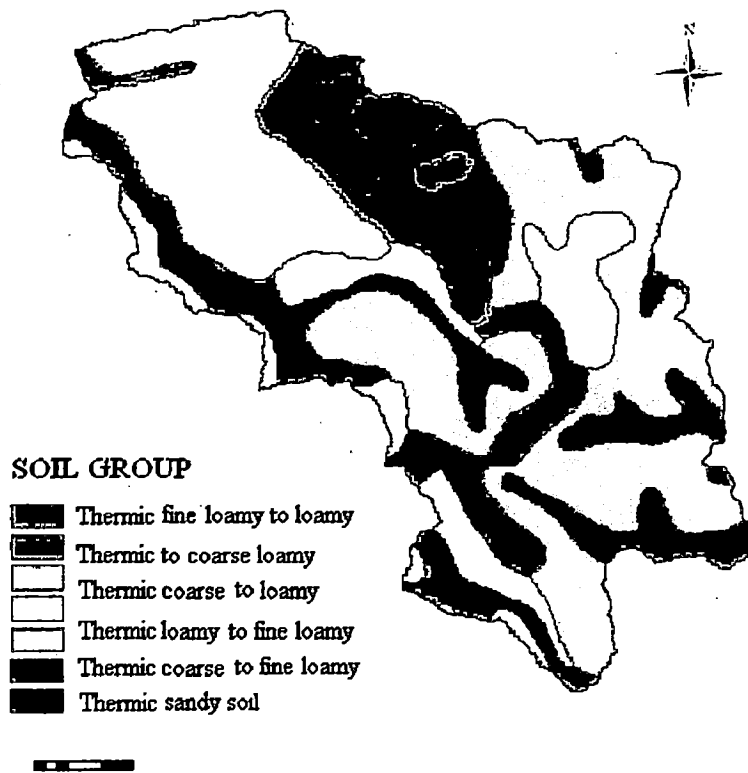 N
SOIL GROUP
Thermic fine loamy to loamy
Thermic to coarse loamy
Thermic coarse to loamy
Thermic loamy to fine loamy
Thermic coarse to fine loamy
Thermic sandy soil